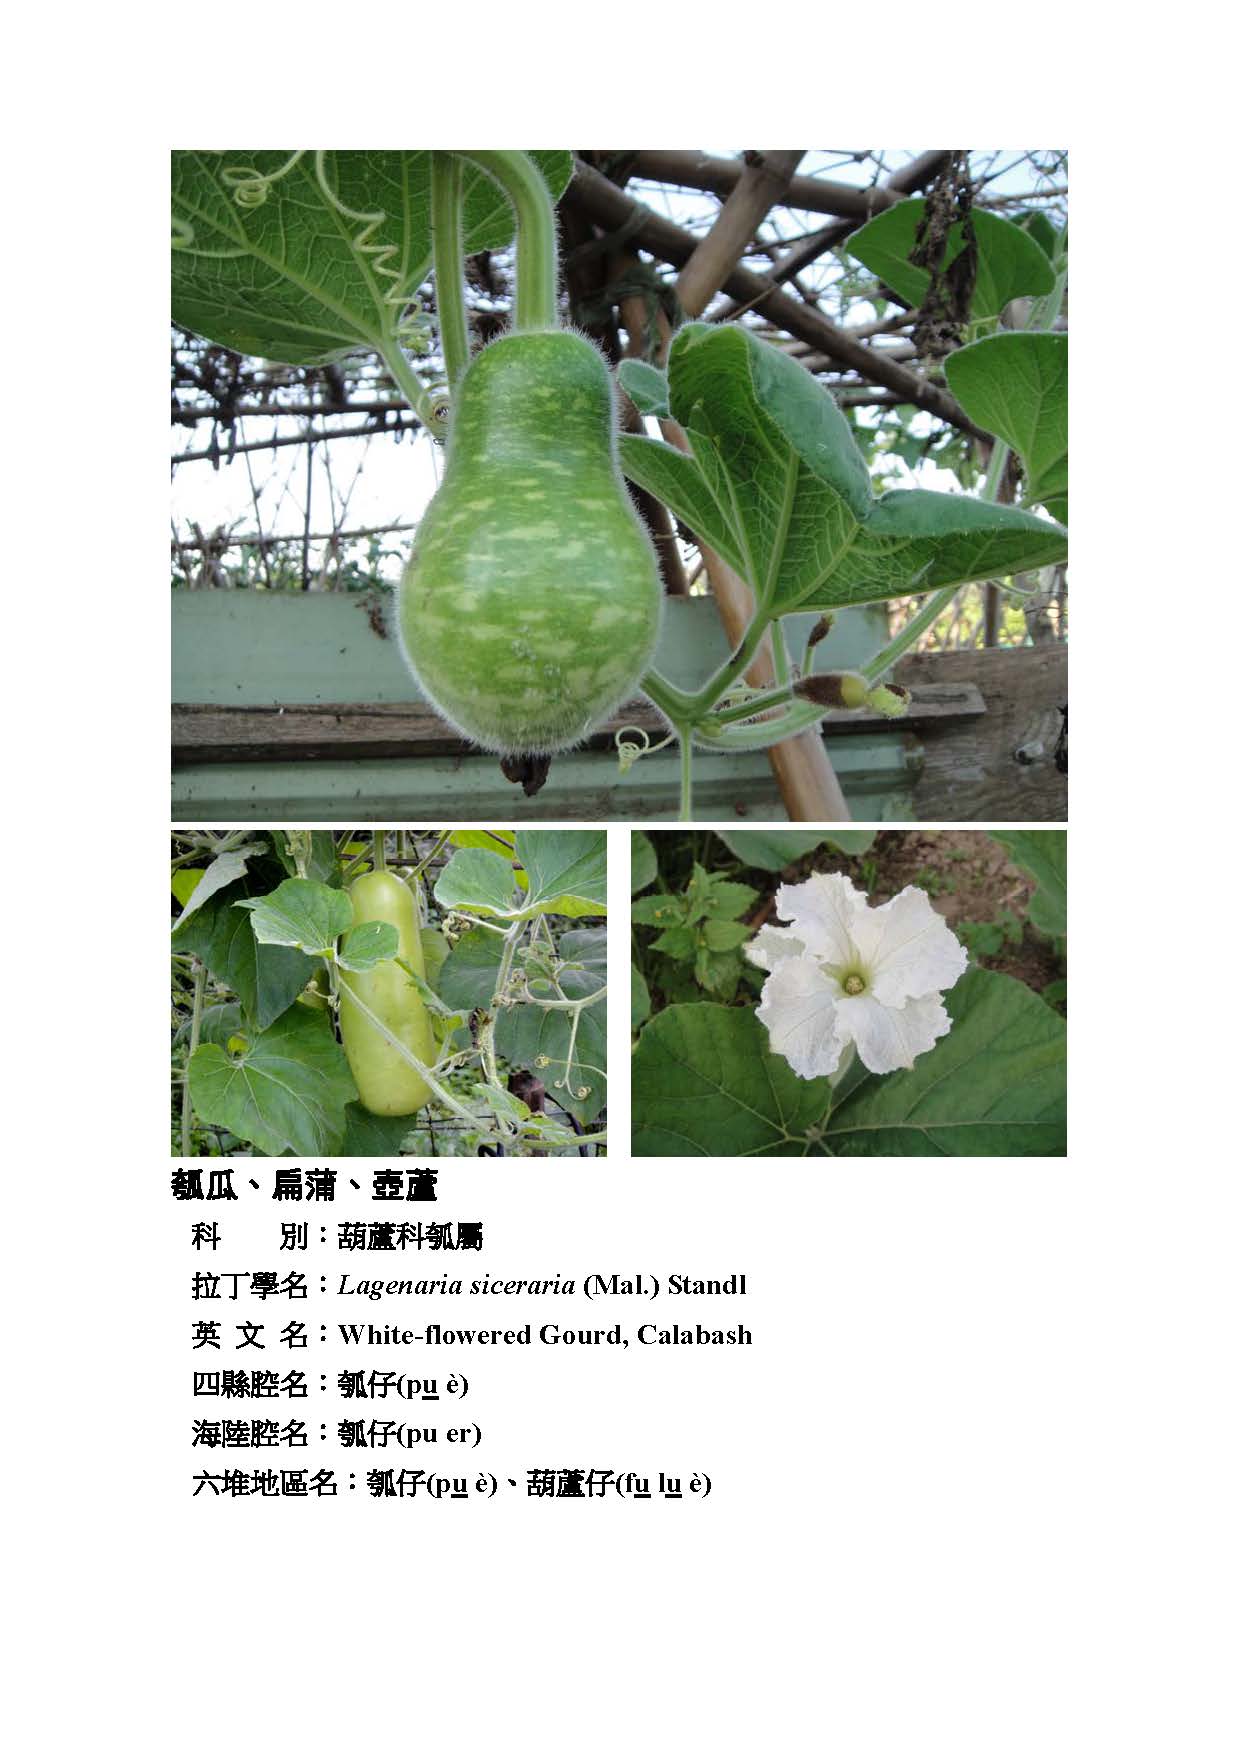 瓠瓜、扁蒲、壺蘆
科　　別：葫蘆科瓠屬
拉丁學名：Lagenaria siceraria (Mal.) Standl
英 文 名：White-flowered Gourd, Calabash
四縣腔名：瓠仔(pu è)
海陸腔名：瓠仔(pu er)
六堆地區名：瓠仔(pu è)、葫蘆仔(fu lu è)